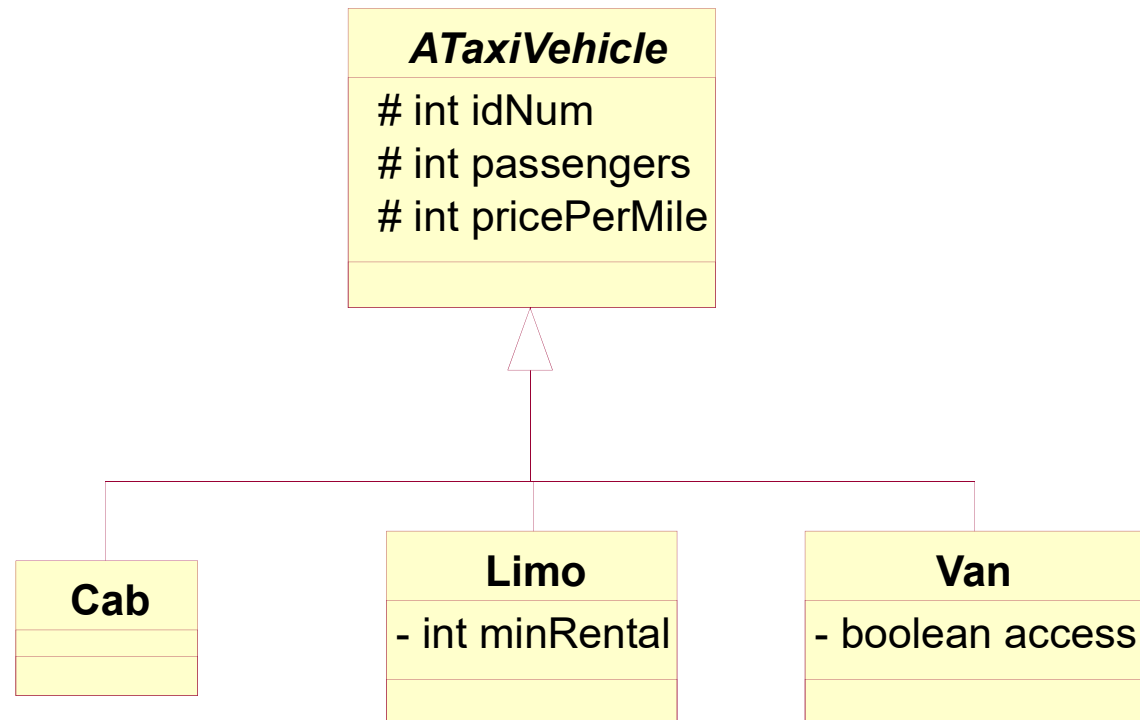 ATaxiVehicle
# int idNum
# int passengers
# int pricePerMile
Cab
Limo
- int minRental
Van
- boolean access